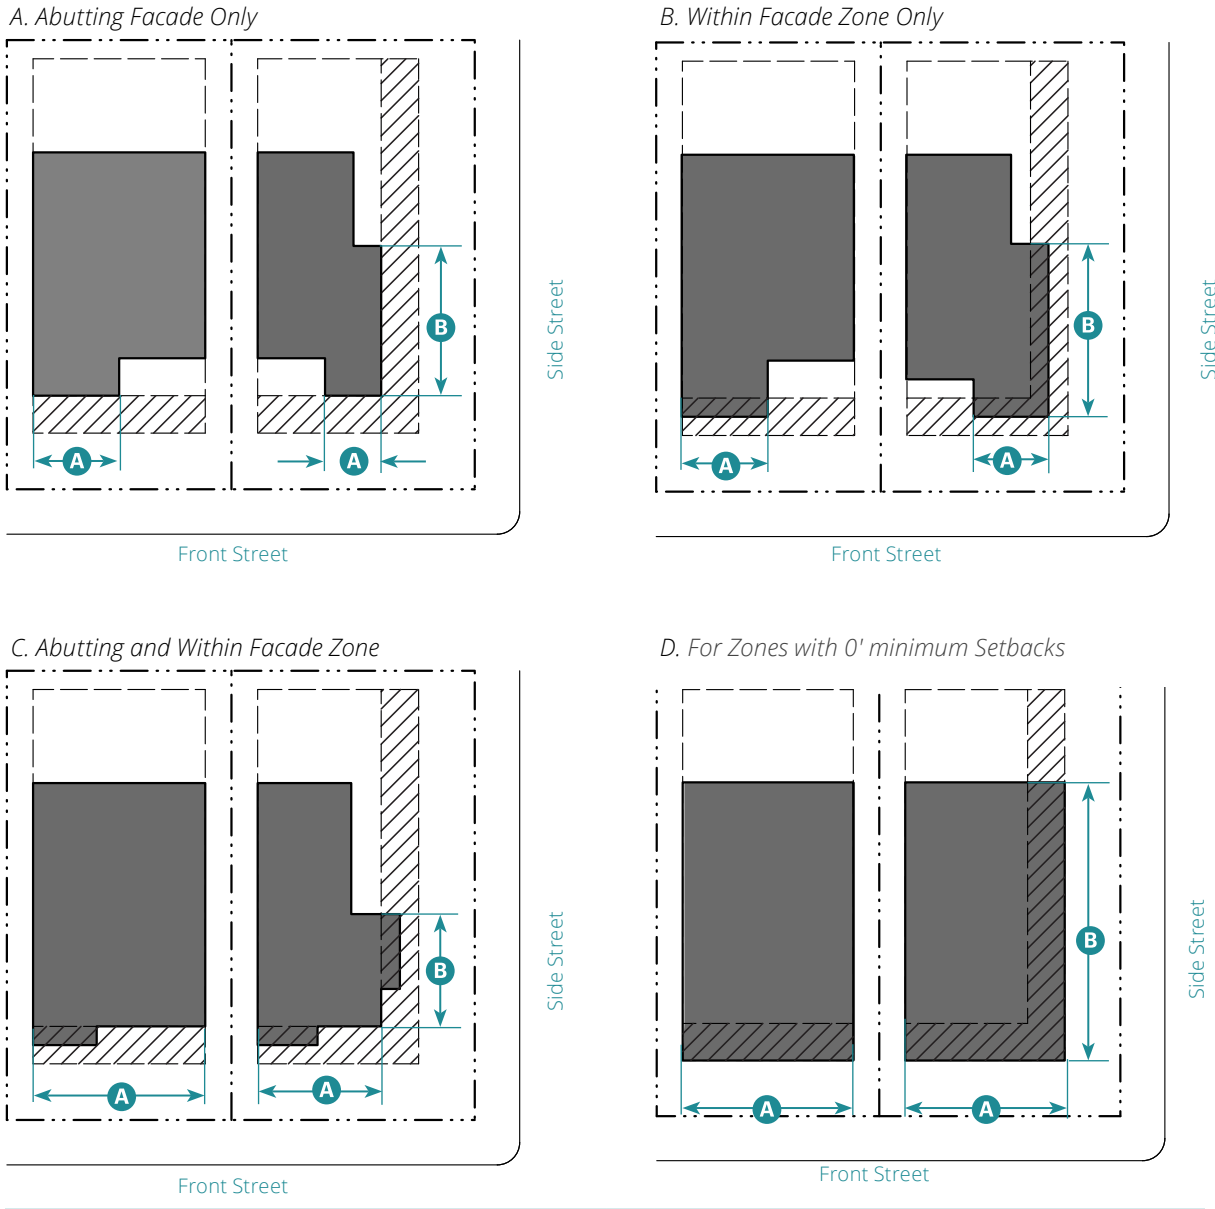 A. Abutting Facade Only
B. Within Facade Zone Only
B
B
Side Street
Side Street
A
A
A
A
Front Street
Front Street
C. Abutting and Within Facade Zone
D. For Zones with 0' minimum Setbacks
B
B
Side Street
Side Street
A
A
A
A
Front Street
Front Street